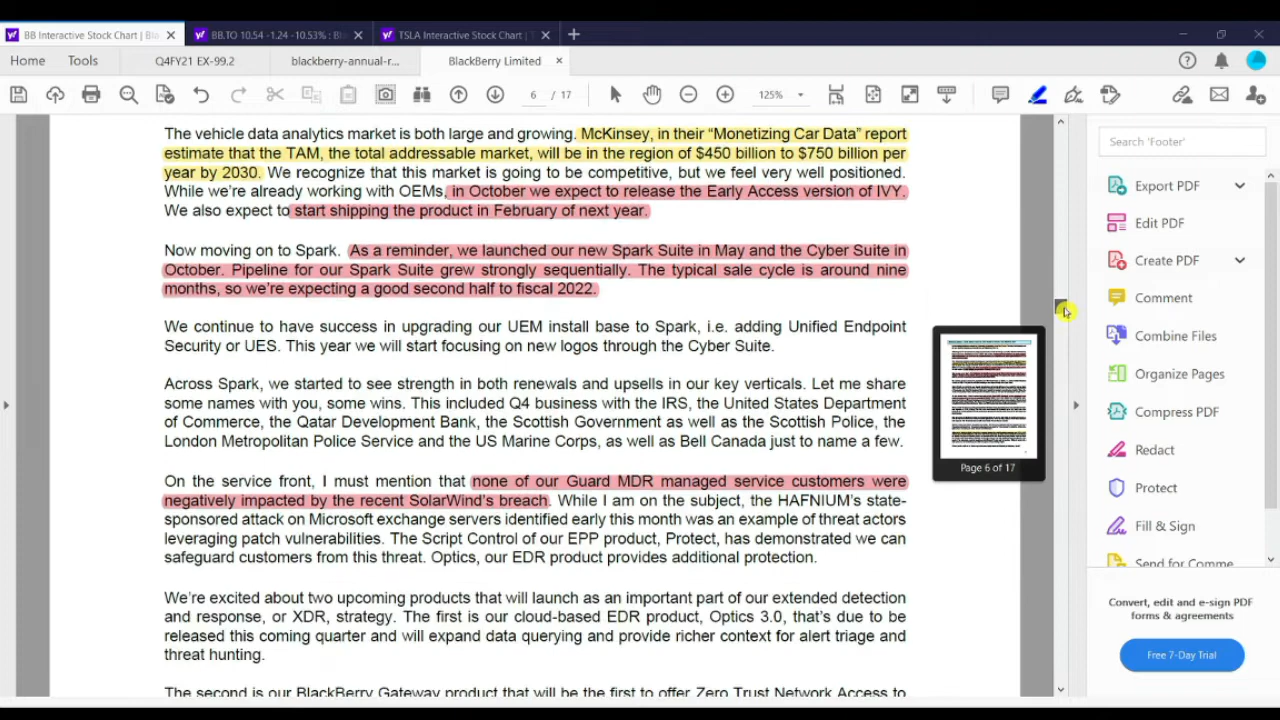 BB Interactive Stock Chart | Bla
BB.TO 10.54 -1.24 -10.53% : Bla
TSLA Interactive Stock Chart | T
Home
Tools
Q4FY21 EX-99.2
blackberry-annual-r...
BlackBerry Limited
6 / 17
125%
The vehicle data analytics market is both large and growing. McKinsey, in their “Monetizing Car Data” report
estimate that the TAM, the total addressable market, will be in the region of $450 billion to $750 billion per
year by 2030. We recognize that this market is going to be competitive, but we feel very well positioned.
While we’re already working with OEMs, in October we expect to release the Early Access version of IVY.
We also expect to start shipping the product in February of next year.
Now moving on to Spark. As a reminder, we launched our new Spark Suite in May and the Cyber Suite in
October. Pipeline for our Spark Suite grew strongly sequentially. The typical sale cycle is around nine
months, so we’re expecting a good second half to fiscal 2022.
We continue to have success in upgrading our UEM install base to Spark, i.e. adding Unified Endpoint
Security or UES. This year we will start focusing on new logos through the Cyber Suite.
Across Spark, we started to see strength in both renewals and upsells in our key verticals. Let me share
some names with you, some wins. This included Q4 business with the IRS, the United States Department
of Commerce, the Qatar Development Bank, the Scottish Government as well as the Scottish Police, the
London Metropolitan Police Service and the US Marine Corps, as well as Bell Canada just to name a few.
On the service front, I must mention that none of our Guard MDR managed service customers were
negatively impacted by the recent SolarWind’s breach. While I am on the subject, the HAFNIUM’s state-
sponsored attack on Microsoft exchange servers identified early this month was an example of threat actors
leveraging patch vulnerabilities. The Script Control of our EPP product, Protect, has demonstrated we can
safeguard customers from this threat. Optics, our EDR product provides additional protection.
We’re excited about two upcoming products that will launch as an important part of our extended detection
and response, or XDR, strategy. The first is our cloud-based EDR product, Optics 3.0, that’s due to be
released this coming quarter and will expand data querying and provide richer context for alert triage and
threat hunting.
The second is our BlackBerry Gateway product that will be the first to offer Zero Trust Network Access to
Page 6 of 17
Search 'Footer'
Export PDF
Edit PDF
Create PDF
Comment
Combine Files
Organize Pages
Compress PDF
Redact
Protect
Fill & Sign
Send for Comme
Convert, edit and e-sign PDF
forms & agreements
Free 7-Day Trial